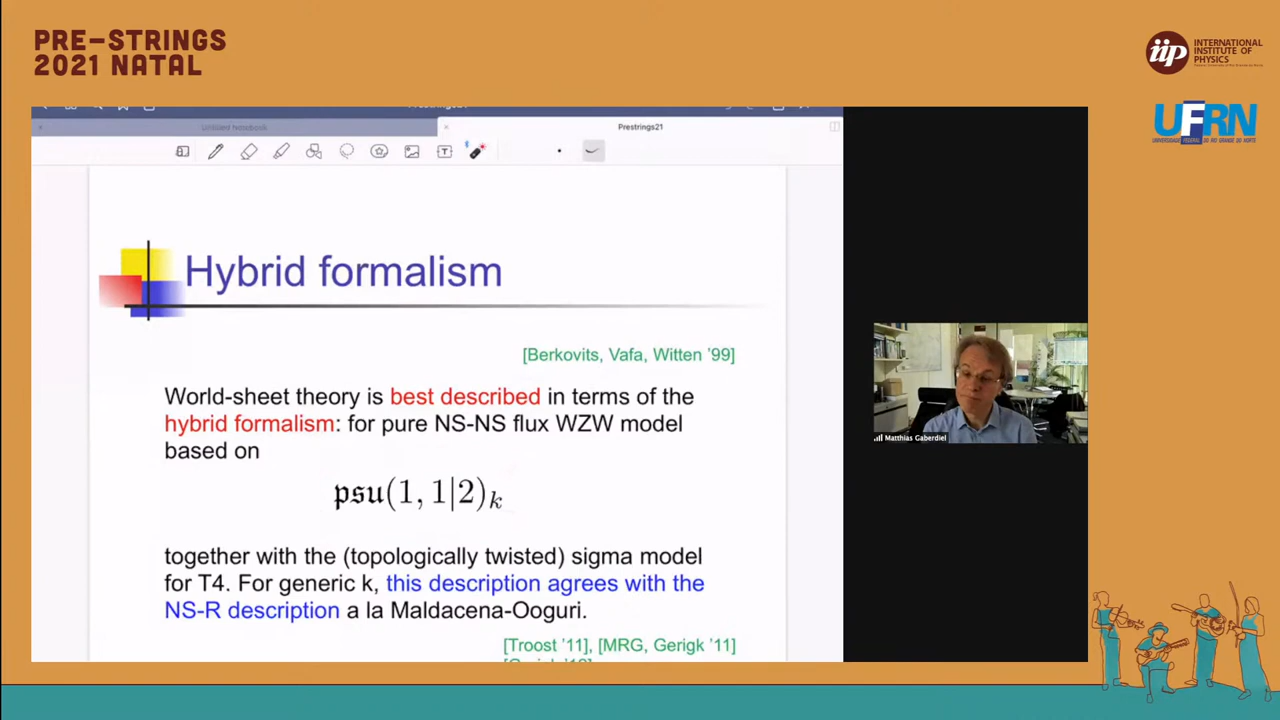 PRE-STRINGS
2021 NATAL
iip
INTERNATIONAL
INSTITUTE OF
PHYSICS
UFRN
Untitled Notebook
Prestrings21
Hybrid formalism
[Berkovits, Vafa, Witten '99]
World-sheet theory is best described in terms of the
hybrid formalism: for pure NS-NS flux WZW model
based on
𝔭𝔰𝔲(1, 1|2)ₖ
together with the (topologically twisted) sigma model
for T4. For generic k, this description agrees with the
NS-R description a la Maldacena-Ooguri.
[Troost '11], [MRG, Gerigk '11]
Matthias Gaberdiel